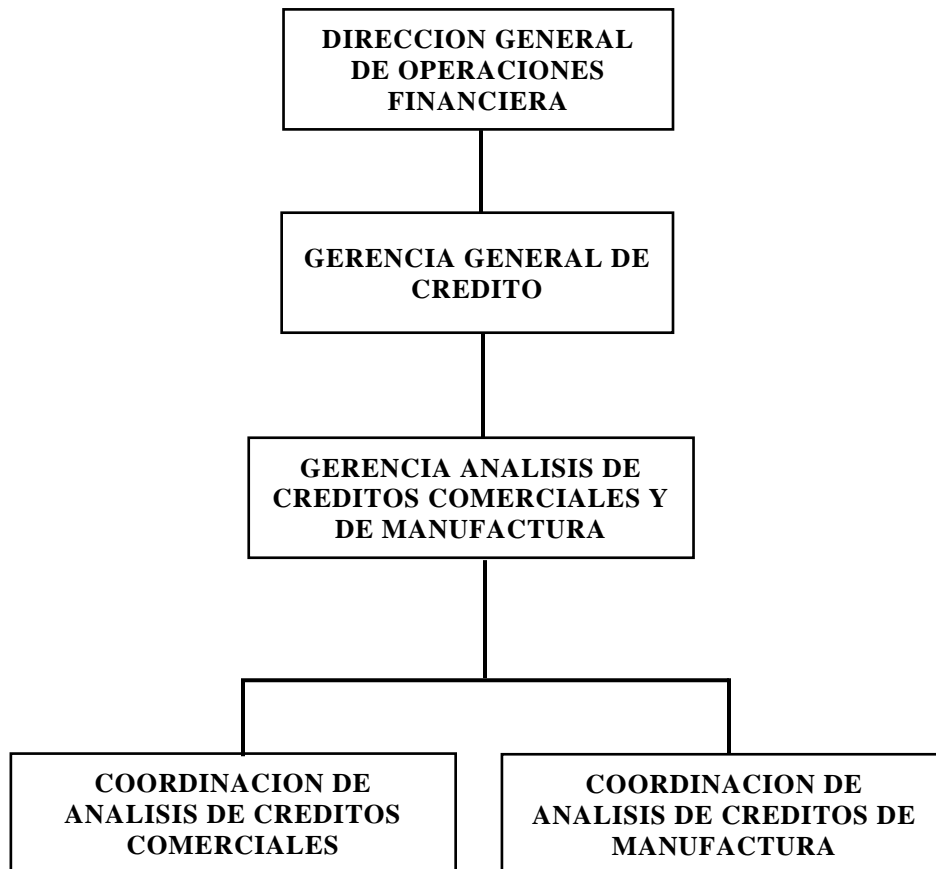 DIRECCION GENERAL
DE OPERACIONES
FINANCIERA
GERENCIA GENERAL DE
CREDITO
GERENCIA ANALISIS DE
CREDITOS COMERCIALES Y
DE MANUFACTURA
COORDINACION DE
ANALISIS DE CREDITOS
COMERCIALES
COORDINACION DE
ANALISIS DE CREDITOS DE
MANUFACTURA